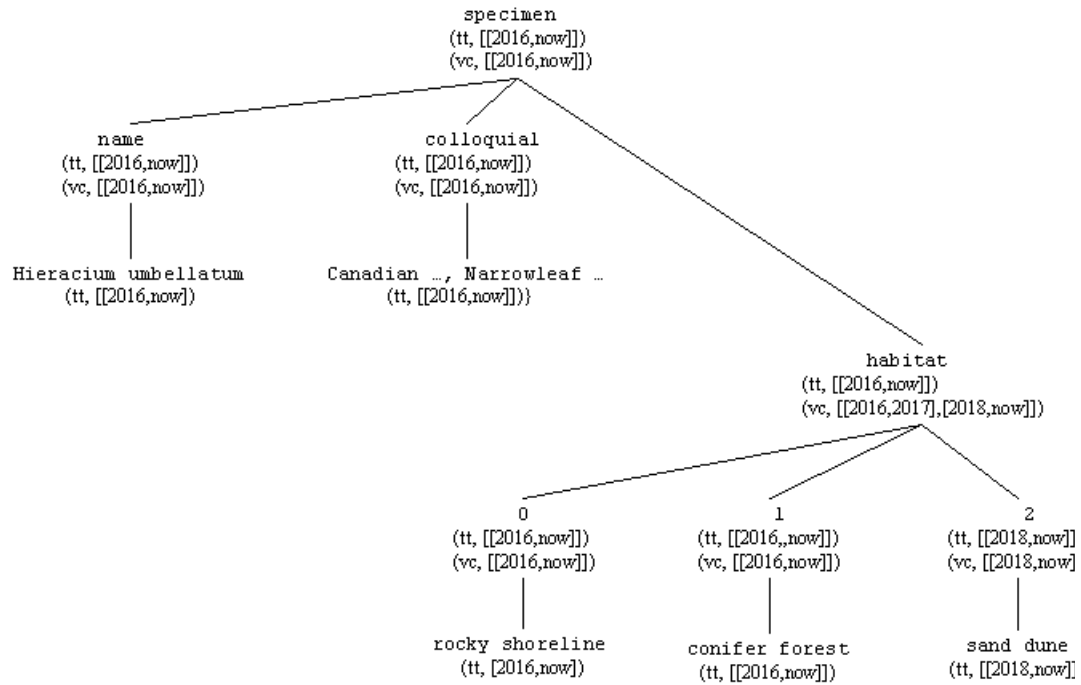 specimen
(tt, [[2016,now]])
(vc, [[2016,now]])
name
(tt, [[2016,now]])
(vc, [[2016,now]])
colloquial
(tt, [[2016,now]])
(vc, [[2016,now]])
Hieracium umbellatum
(tt, [[2016,now])
Canadian …, Narrowleaf …
(tt, [[2016,now]])}
habitat
(tt, [[2016,now]])
(vc, [[2016,2017],[2018,now]])
0
(tt, [[2016,now]])
(vc, [[2016,now]])
1
(tt, [[2016,,now]])
(vc, [[2016,now]])
2
(tt, [[2018,now]]
(vc, [[2018,now]
rocky shoreline
(tt, [2016,now])
conifer forest
(tt, [[2016,now]])
sand dune
(tt, [[2018,now]]